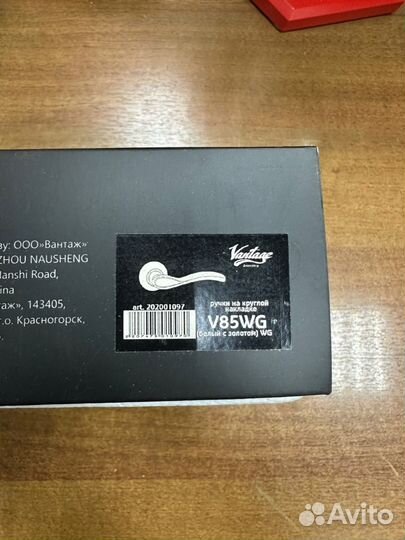 ву: ООО»Вантаж»
ZHOU NAUSHENG
Nanshi Road,
ina
таж», 143405,
г.о. Красногорск,
Vantage
art. 202001097
ручки на круглой
накладке
V85WG
(белый с золотом) WG
Avito